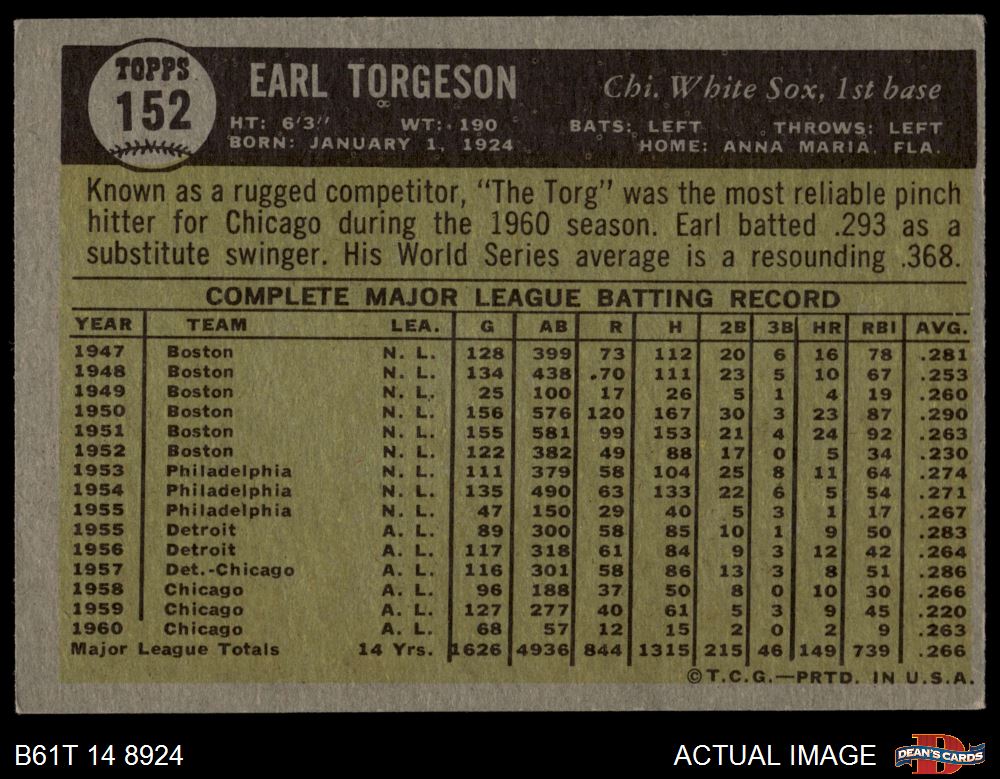 TOPPS
152
EARL TORGESON
Chi. White Sox, 1st base
HT: 6'3" WT: 190 BATS: LEFT THROWS: LEFT
BORN: JANUARY 1, 1924 HOME: ANNA MARIA, FLA.
Known as a rugged competitor, "The Torg" was the most reliable pinch
hitter for Chicago during the 1960 season. Earl batted .293 as a
substitute swinger. His World Series average is a resounding .368.
COMPLETE MAJOR LEAGUE BATTING RECORD
YEAR TEAM LEA. G AB R H 2B 3B HR RBI AVG.
1947 Boston N. L. 128 399 73 112 20 6 16 78 .281
1948 Boston N. L. 134 438 .70 111 23 5 10 67 .253
1949 Boston N. L. 25 100 17 26 5 1 4 19 .260
1950 Boston N. L. 156 576 120 167 30 3 23 87 .290
1951 Boston N. L. 155 581 99 153 21 4 24 92 .263
1952 Boston N. L. 122 382 49 88 17 0 5 34 .230
1953 Philadelphia N. L. 111 379 58 104 25 8 11 64 .274
1954 Philadelphia N. L. 135 490 63 133 22 6 5 54 .271
1955 Philadelphia N. L. 47 150 29 40 5 3 1 17 .267
1955 Detroit A. L. 89 300 58 85 10 1 9 50 .283
1956 Detroit A. L. 117 318 61 84 9 3 12 42 .264
1957 Det.-Chicago A. L. 116 301 58 86 13 3 8 51 .286
1958 Chicago A. L. 96 188 37 50 8 0 10 30 .266
1959 Chicago A. L. 127 277 40 61 5 3 9 45 .220
1960 Chicago A. L. 68 57 12 15 2 0 2 9 .263
Major League Totals 14 Yrs. 1626 4936 844 1315 215 46 149 739 .266
©T.C.G.—PRTD. IN U.S.A.
B61T 14 8924
ACTUAL IMAGE
DEAN'S CARDS